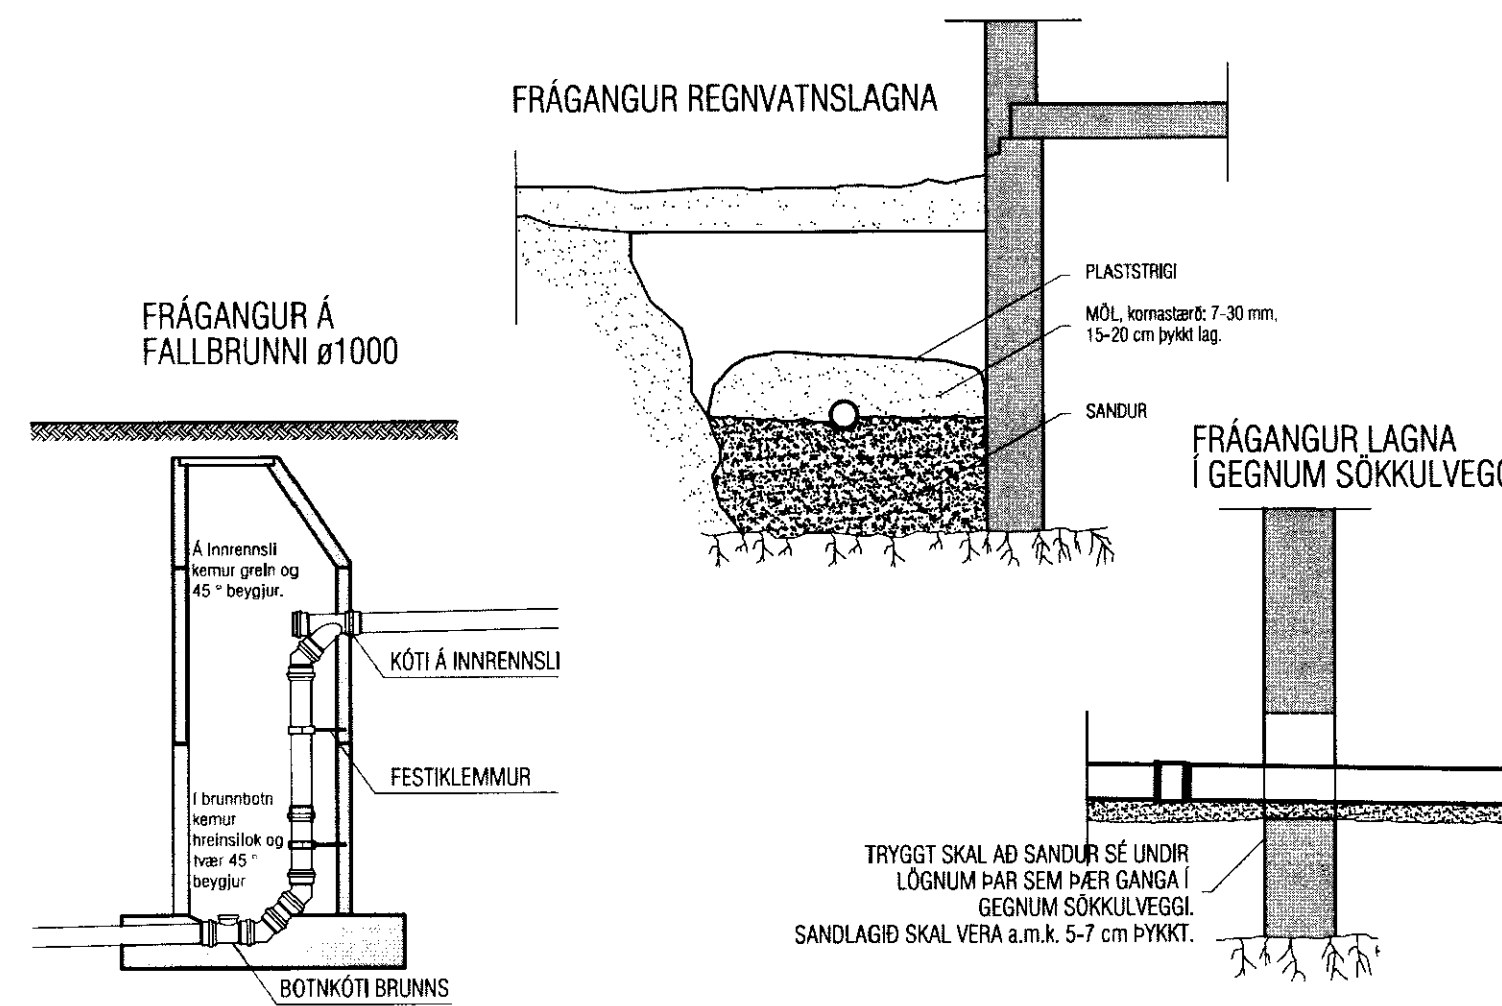 FRÁGANGUR REGNVATNSLAGNA
PLASTSTRIGI
MÖL, kornastærð: 7-30 mm,
15-20 cm þykkt lag.
SANDUR
FRÁGANGUR Á
FALLBRUNNI ø1000
Á Innrennsli
kemur grein og
45 ° beygjur.
KÓTI Á INNRENNSLI
FESTIKLEMMUR
Í brunnbotn
kemur
hreinsilok og
tvær 45 °
beygjur
BOTNKÓTI BRUNNS
FRÁGANGUR LAGNA
Í GEGNUM SÖKKULVEGG
TRYGGT SKAL AÐ SANDUR SÉ UNDIR
LÖGNUM ÞAR SEM ÞÆR GANGA Í
GEGNUM SÖKKULVEGGI.
SANDLAGIÐ SKAL VERA a.m.k. 5-7 cm ÞYKKT.